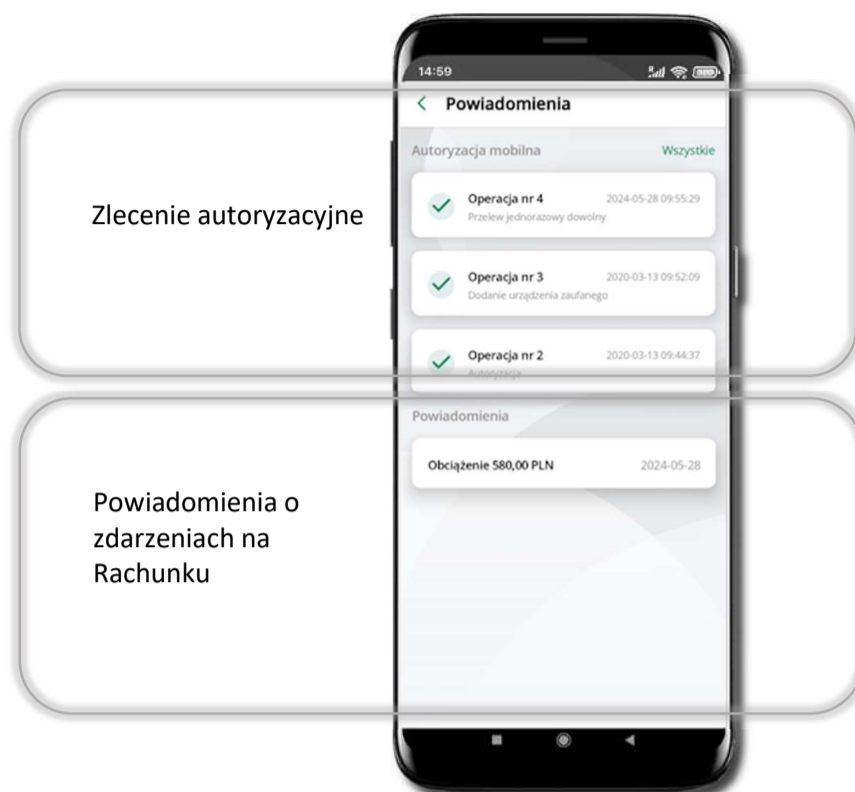 14:59
Powiadomienia
Autoryzacja mobilna Wszystkie
Zlecenie autoryzacyjne
Operacja nr 4 2024-05-28 09:55:29
Przelew jednorazowy dowolny
Operacja nr 3 2020-03-13 09:52:09
Dodanie urządzenia zaufanego
Operacja nr 2 2020-03-13 09:44:37
Autoryzacja
Powiadomienia
Obciążenie 580,00 PLN 2024-05-28
Powiadomienia o
zdarzeniach na
Rachunku